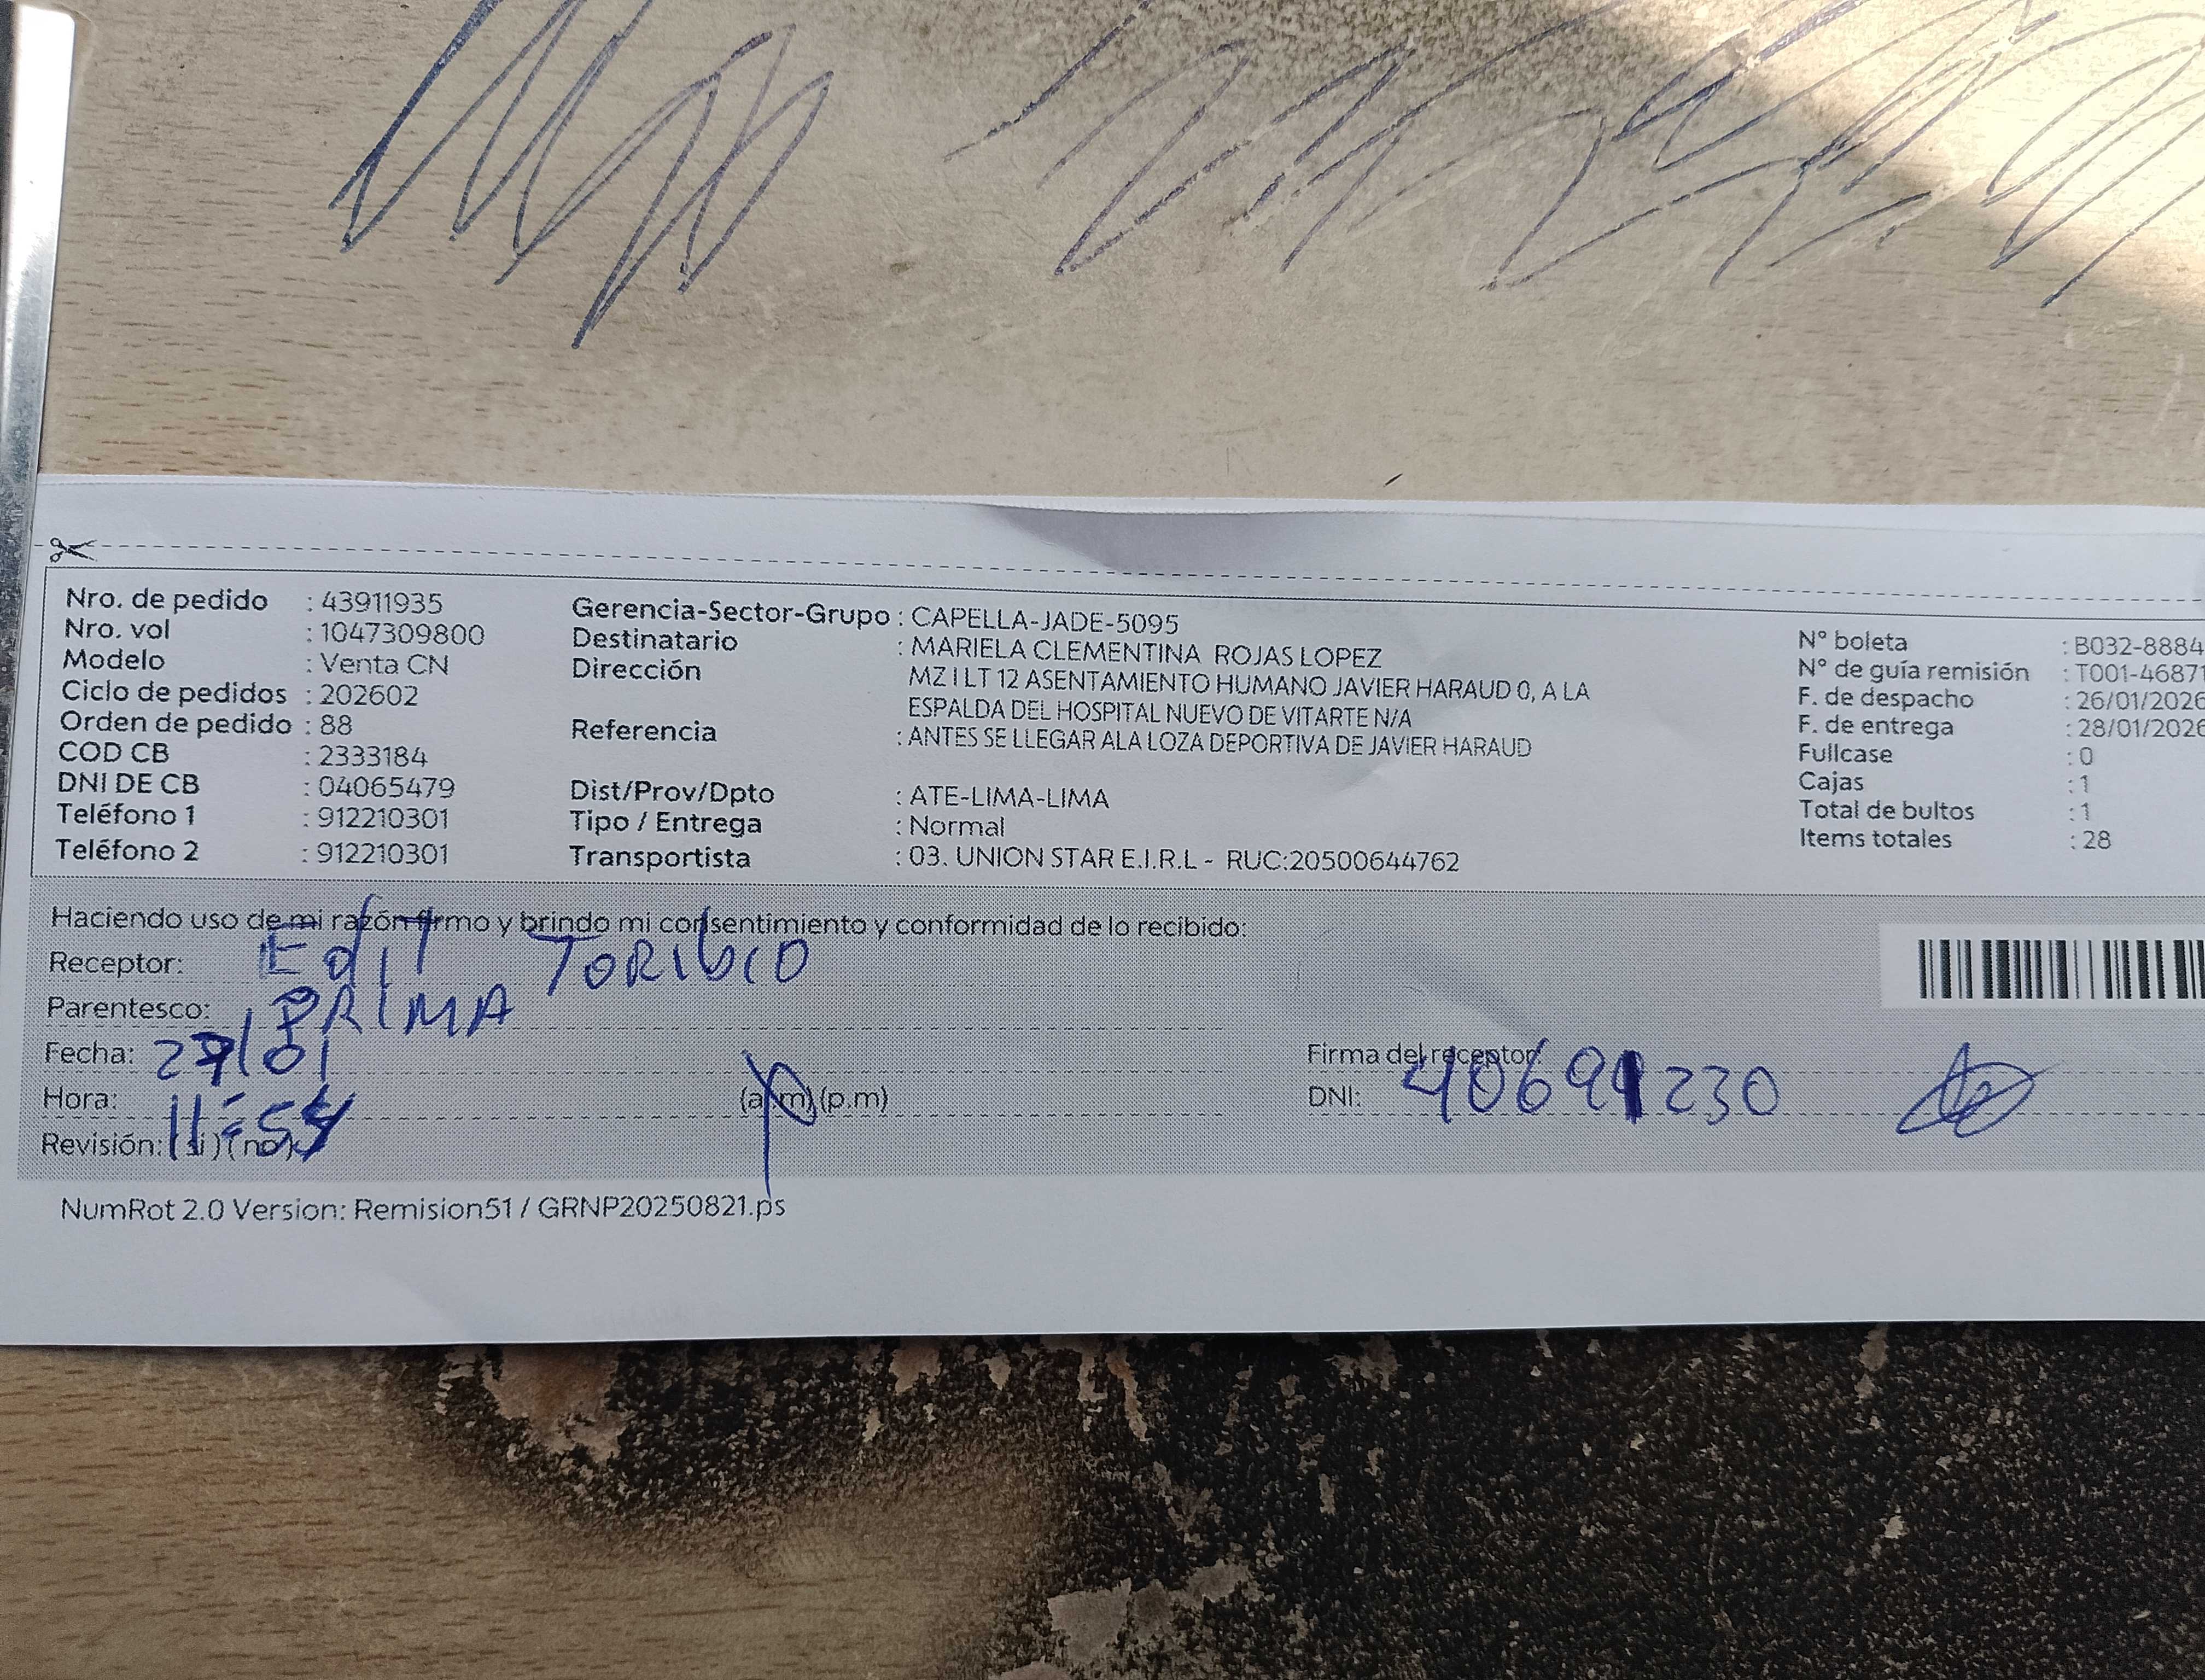 Nro. de pedido : 43911935
Nro. vol : 1047309800
Modelo : Venta CN
Ciclo de pedidos : 202602
Orden de pedido : 88
COD CB : 2333184
DNI DE CB : 04065479
Teléfono 1 : 912210301
Teléfono 2 : 912210301
Gerencia-Sector-Grupo : CAPELLA-JADE-5095
Destinatario : MARIELA CLEMENTINA ROJAS LOPEZ
Dirección MZ I LT 12 ASENTAMIENTO HUMANO JAVIER HARAUD 0, A LA
ESPALDA DEL HOSPITAL NUEVO DE VITARTE N/A
Referencia : ANTES SE LLEGAR ALA LOZA DEPORTIVA DE JAVIER HARAUD
Dist/Prov/Dpto : ATE-LIMA-LIMA
Tipo / Entrega : Normal
Transportista : 03. UNION STAR E.I.R.L - RUC:20500644762
N° boleta : B032-8884
N° de guía remisión : T001-46871
F. de despacho : 26/01/2026
F. de entrega : 28/01/2026
Fullcase : 0
Cajas : 1
Total de bultos : 1
Items totales : 28
Haciendo uso de mi razón firmo y brindo mi consentimiento y conformidad de lo recibido:
Receptor: Edit TORIbIO
Parentesco: PRIMA
Fecha: 27/01
Hora: (a.m) (p.m)
Revisión: ( si ) ( no )
Firma del receptor:
DNI: 40691230
NumRot 2.0 Version: Remision51 / GRNP20250821.ps